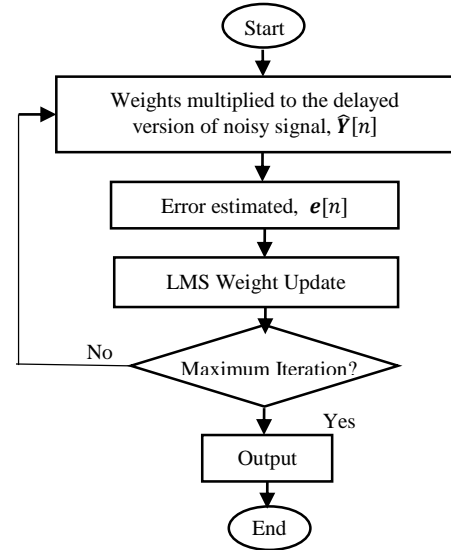 Start
Weights multiplied to the delayed
version of noisy signal, Ŷ[n]
Error estimated, e[n]
LMS Weight Update
No
Maximum Iteration?
Yes
Output
End